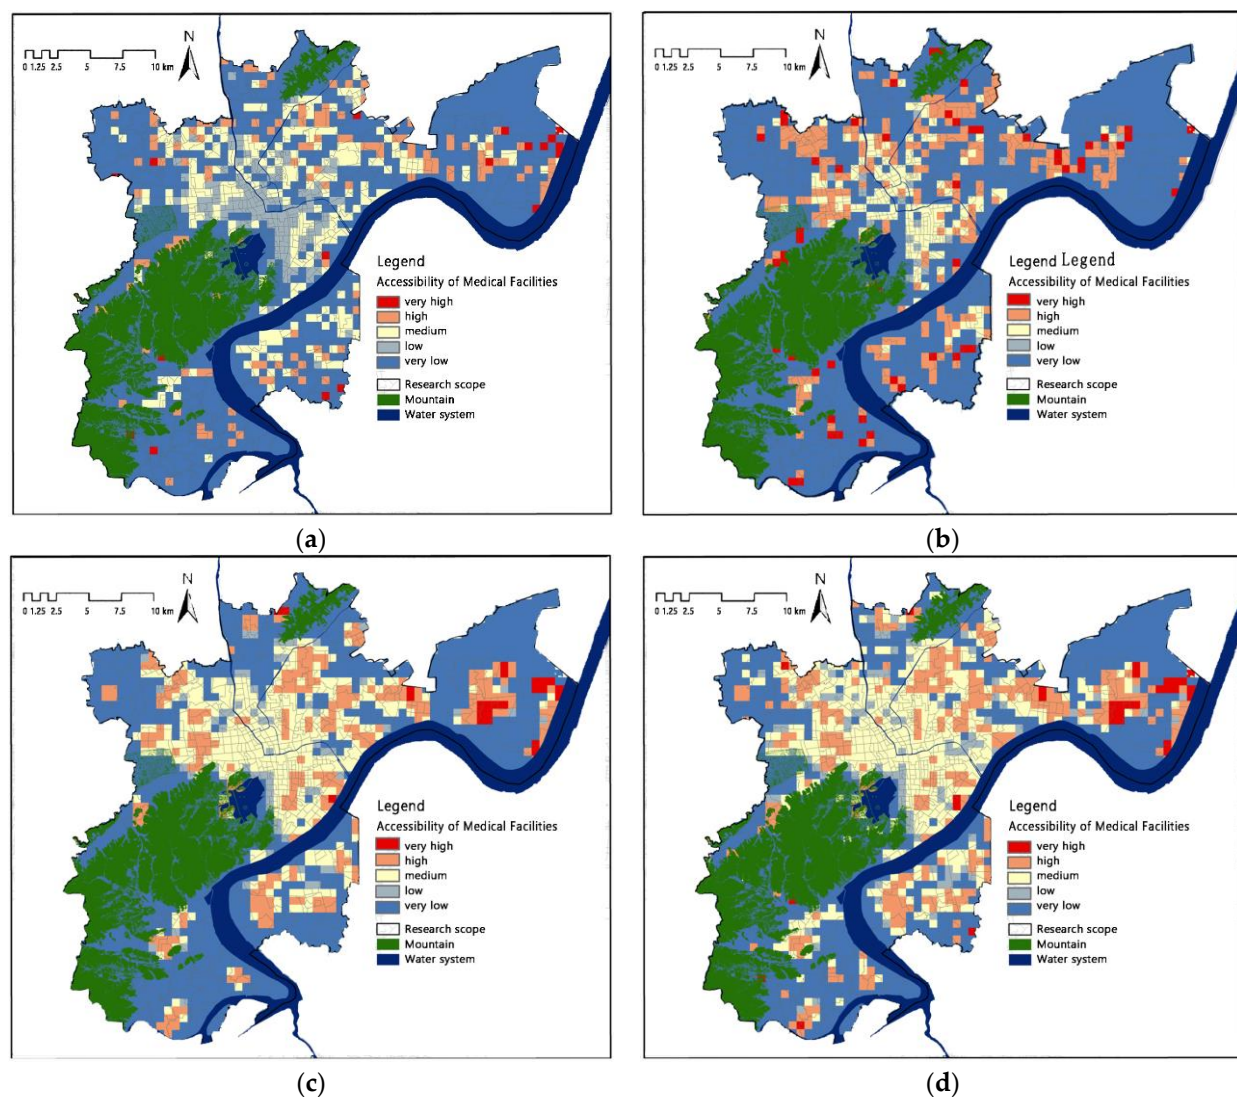 N
0 1.25 2.5 5 7.5 10 km
Legend
Accessibility of Medical Facilities
very high
high
medium
low
very low
Research scope
Mountain
Water system
(a)
N
0 1.25 2.5 5 7.5 10 km
Legend Legend
Accessibility of Medical Facilities
very high
high
medium
low
very low
Research scope
Mountain
Water system
(b)
N
0 1.25 2.5 5 7.5 10 km
Legend
Accessibility of Medical Facilities
very high
high
medium
low
very low
Research scope
Mountain
Water system
(c)
N
0 1.25 2.5 5 7.5 10 km
Legend
Accessibility of Medical Facilities
very high
high
medium
low
very low
Research scope
Mountain
Water system
(d)